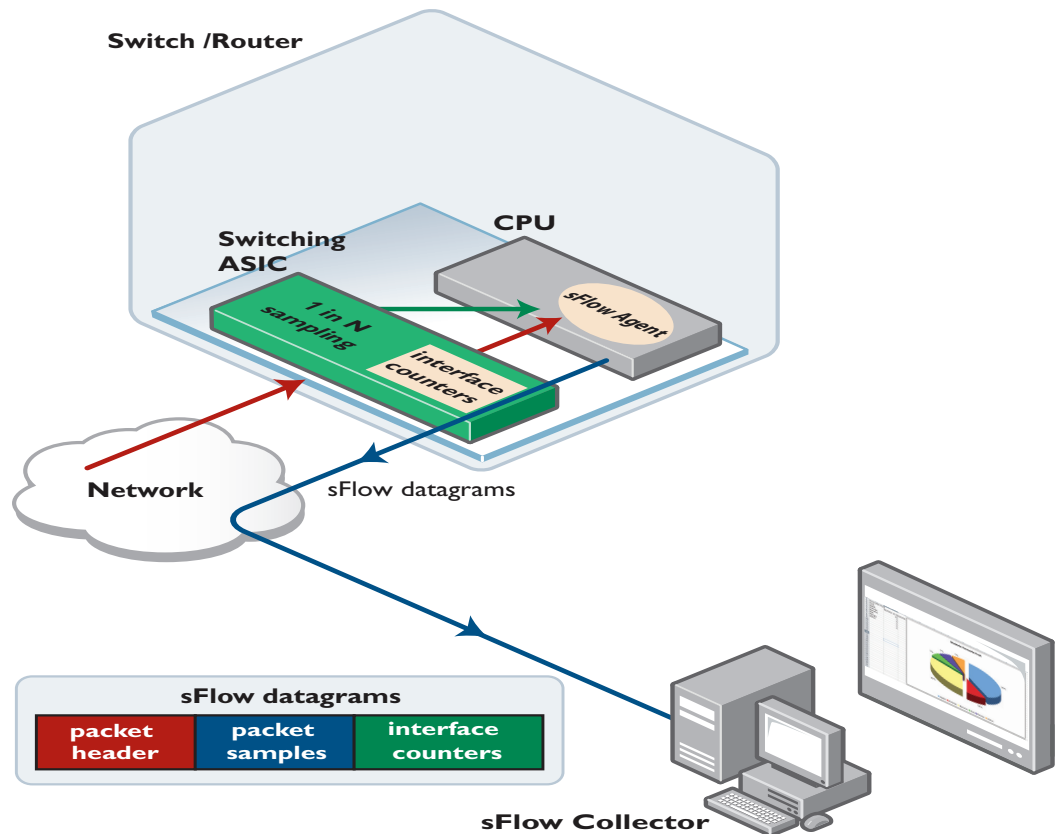 Switch /Router
CPU
Switching
ASIC
1 in N
sampling
sFlow Agent
interface
counters
Network
sFlow datagrams
sFlow datagrams
packet
header
packet
samples
interface
counters
sFlow Collector